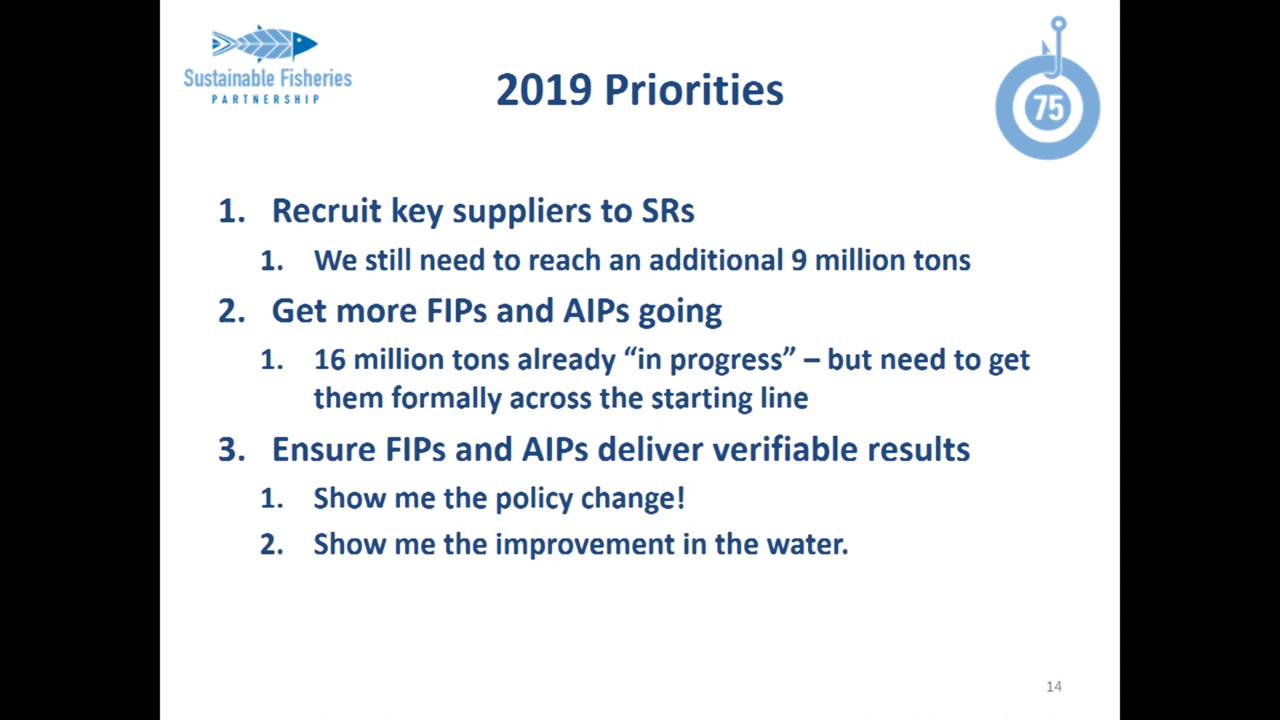 Sustainable Fisheries
PARTNERSHIP
2019 Priorities
75
1. Recruit key suppliers to SRs
1. We still need to reach an additional 9 million tons
2. Get more FIPs and AIPs going
1. 16 million tons already “in progress” – but need to get
them formally across the starting line
3. Ensure FIPs and AIPs deliver verifiable results
1. Show me the policy change!
2. Show me the improvement in the water.
14